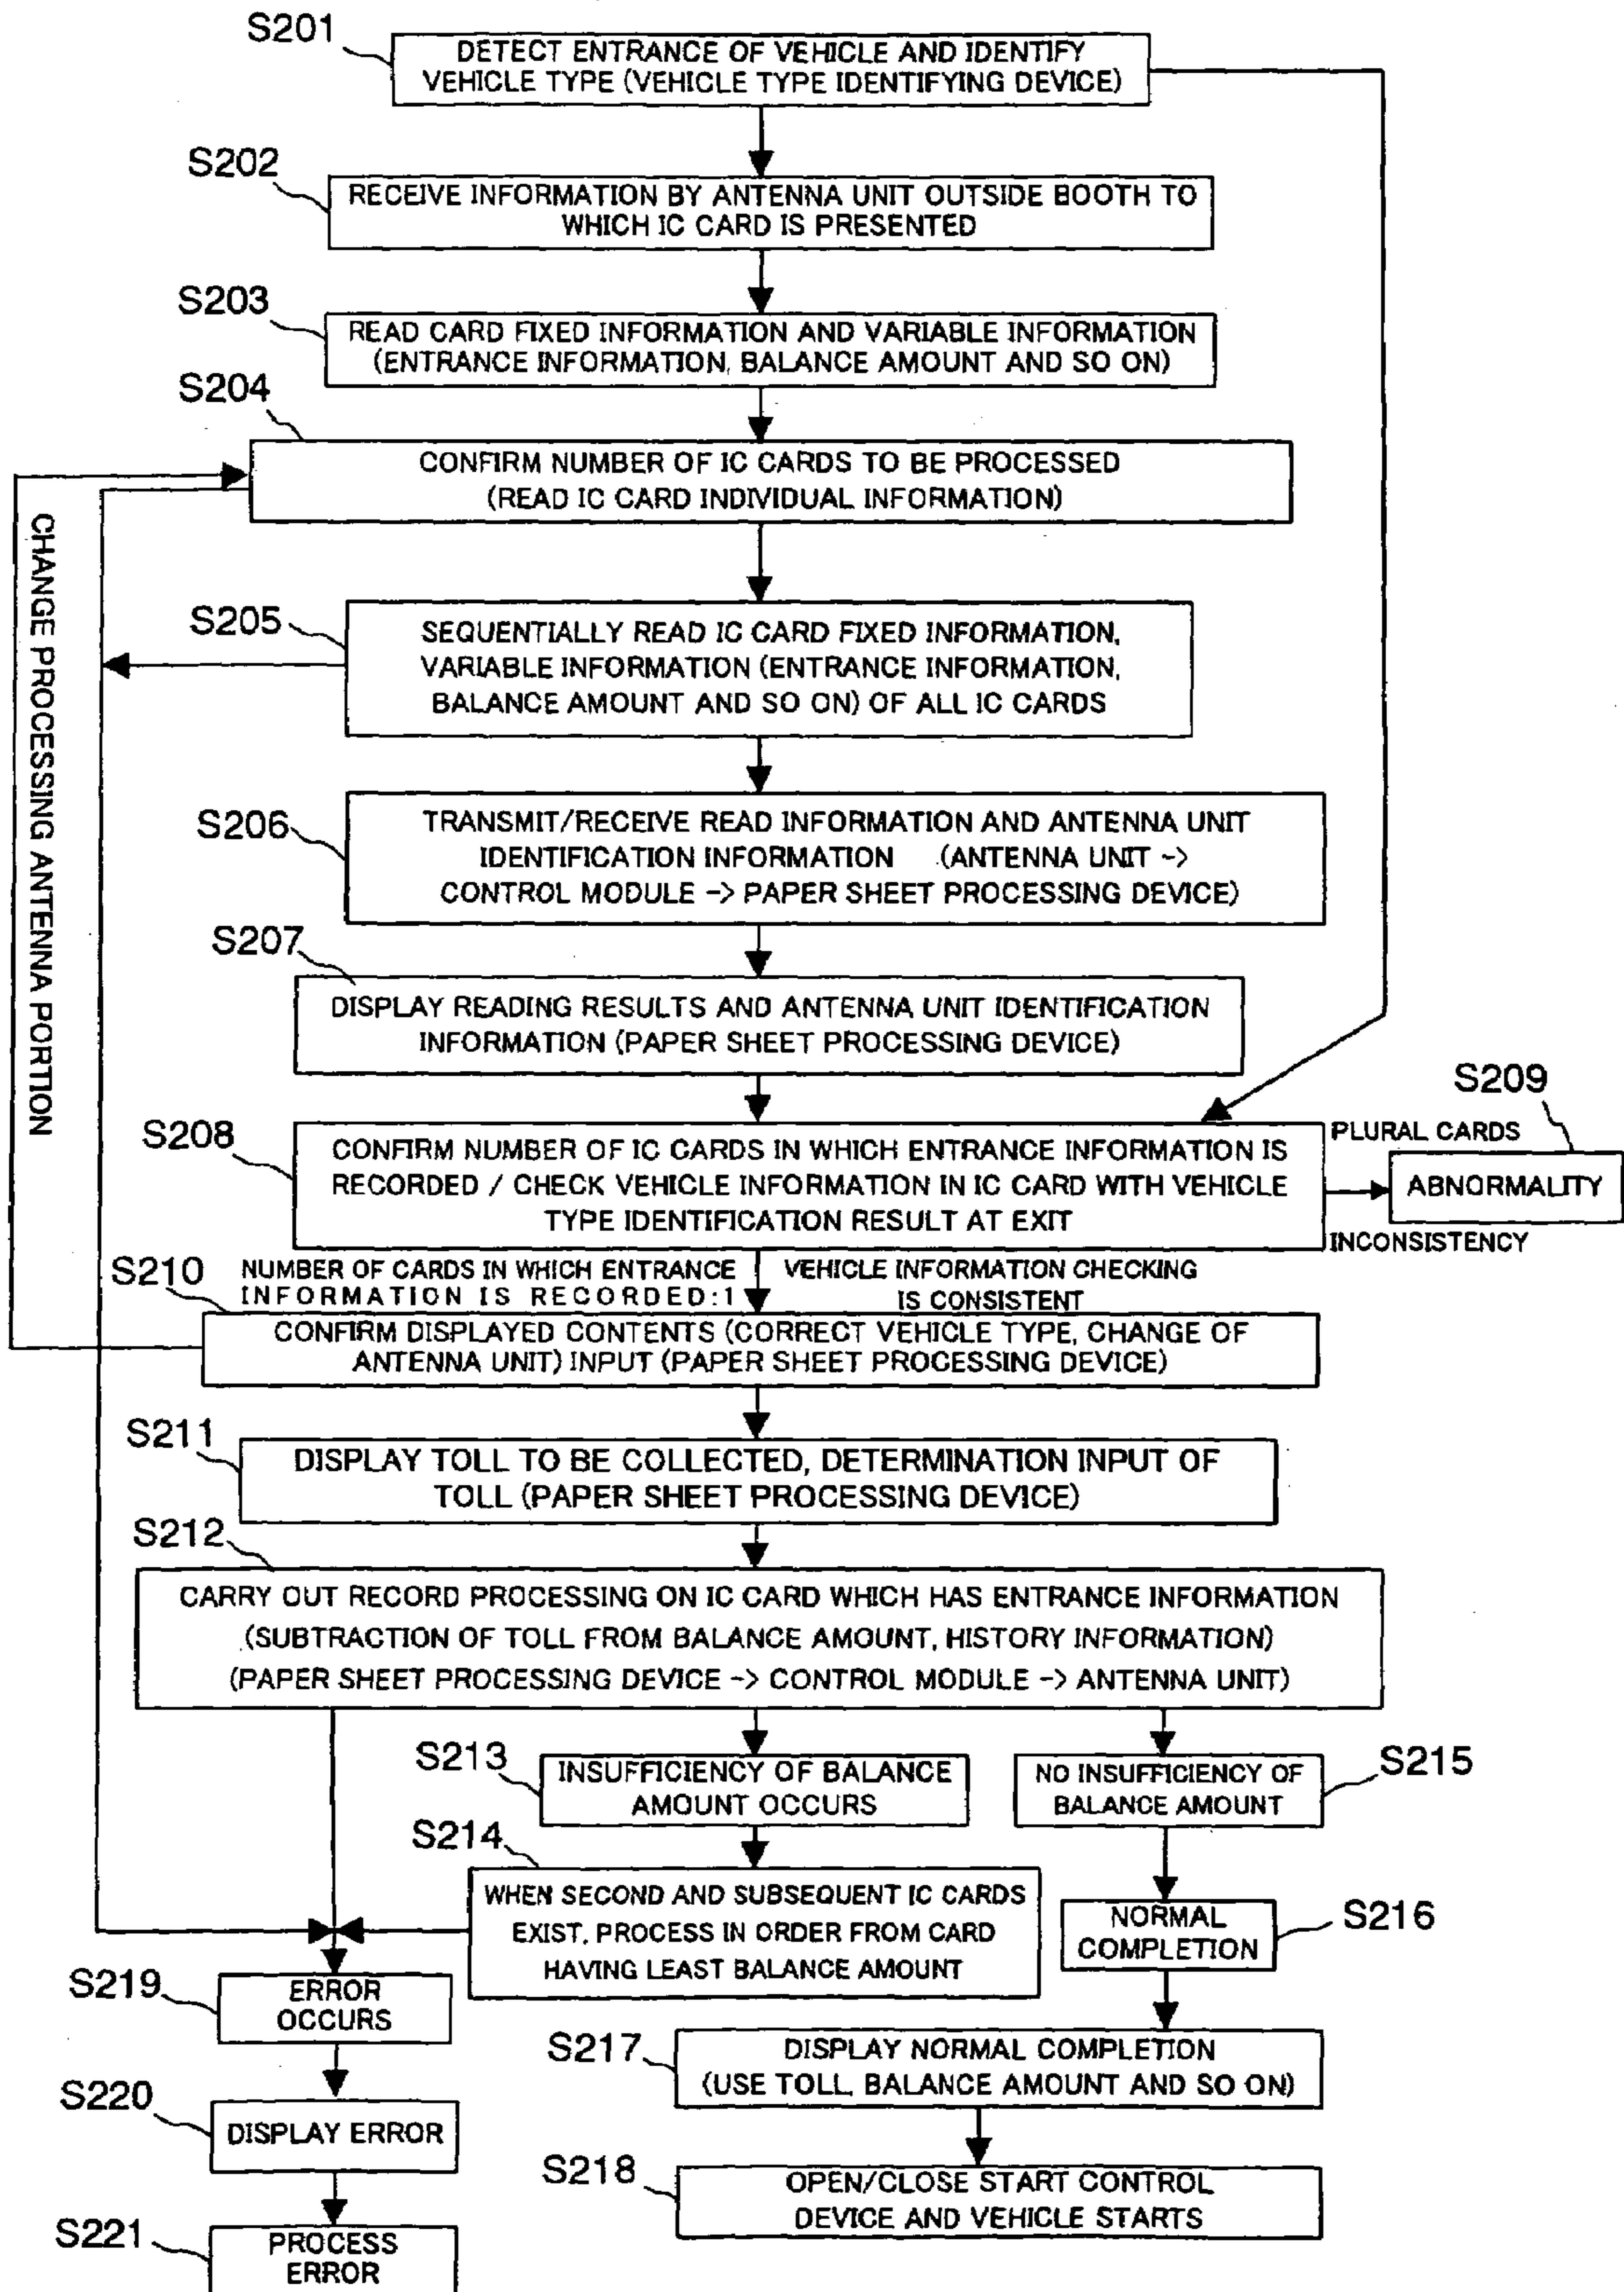 S201
DETECT ENTRANCE OF VEHICLE AND IDENTIFY
VEHICLE TYPE (VEHICLE TYPE IDENTIFYING DEVICE)
S202
RECEIVE INFORMATION BY ANTENNA UNIT OUTSIDE BOOTH TO
WHICH IC CARD IS PRESENTED
S203
READ CARD FIXED INFORMATION AND VARIABLE INFORMATION
(ENTRANCE INFORMATION, BALANCE AMOUNT AND SO ON)
S204
CONFIRM NUMBER OF IC CARDS TO BE PROCESSED
(READ IC CARD INDIVIDUAL INFORMATION)
CHANGE PROCESSING ANTENNA PORTION
S205
SEQUENTIALLY READ IC CARD FIXED INFORMATION,
VARIABLE INFORMATION (ENTRANCE INFORMATION,
BALANCE AMOUNT AND SO ON) OF ALL IC CARDS
S206
TRANSMIT/RECEIVE READ INFORMATION AND ANTENNA UNIT
IDENTIFICATION INFORMATION (ANTENNA UNIT ->
CONTROL MODULE -> PAPER SHEET PROCESSING DEVICE)
S207
DISPLAY READING RESULTS AND ANTENNA UNIT IDENTIFICATION
INFORMATION (PAPER SHEET PROCESSING DEVICE)
S208
CONFIRM NUMBER OF IC CARDS IN WHICH ENTRANCE INFORMATION IS
RECORDED / CHECK VEHICLE INFORMATION IN IC CARD WITH VEHICLE
TYPE IDENTIFICATION RESULT AT EXIT
PLURAL CARDS
INCONSISTENCY
S209
ABNORMALITY
NUMBER OF CARDS IN WHICH ENTRANCE
INFORMATION IS RECORDED:1
VEHICLE INFORMATION CHECKING
IS CONSISTENT
S210
CONFIRM DISPLAYED CONTENTS (CORRECT VEHICLE TYPE, CHANGE OF
ANTENNA UNIT) INPUT (PAPER SHEET PROCESSING DEVICE)
S211
DISPLAY TOLL TO BE COLLECTED, DETERMINATION INPUT OF
TOLL (PAPER SHEET PROCESSING DEVICE)
S212
CARRY OUT RECORD PROCESSING ON IC CARD WHICH HAS ENTRANCE INFORMATION
(SUBTRACTION OF TOLL FROM BALANCE AMOUNT, HISTORY INFORMATION)
(PAPER SHEET PROCESSING DEVICE -> CONTROL MODULE -> ANTENNA UNIT)
S213
INSUFFICIENCY OF BALANCE
AMOUNT OCCURS
S215
NO INSUFFICIENCY OF
BALANCE AMOUNT
S214
WHEN SECOND AND SUBSEQUENT IC CARDS
EXIST, PROCESS IN ORDER FROM CARD
HAVING LEAST BALANCE AMOUNT
S216
NORMAL
COMPLETION
S219
ERROR
OCCURS
S217
DISPLAY NORMAL COMPLETION
(USE TOLL, BALANCE AMOUNT AND SO ON)
S220
DISPLAY ERROR
S218
OPEN/CLOSE START CONTROL
DEVICE AND VEHICLE STARTS
S221
PROCESS
ERROR